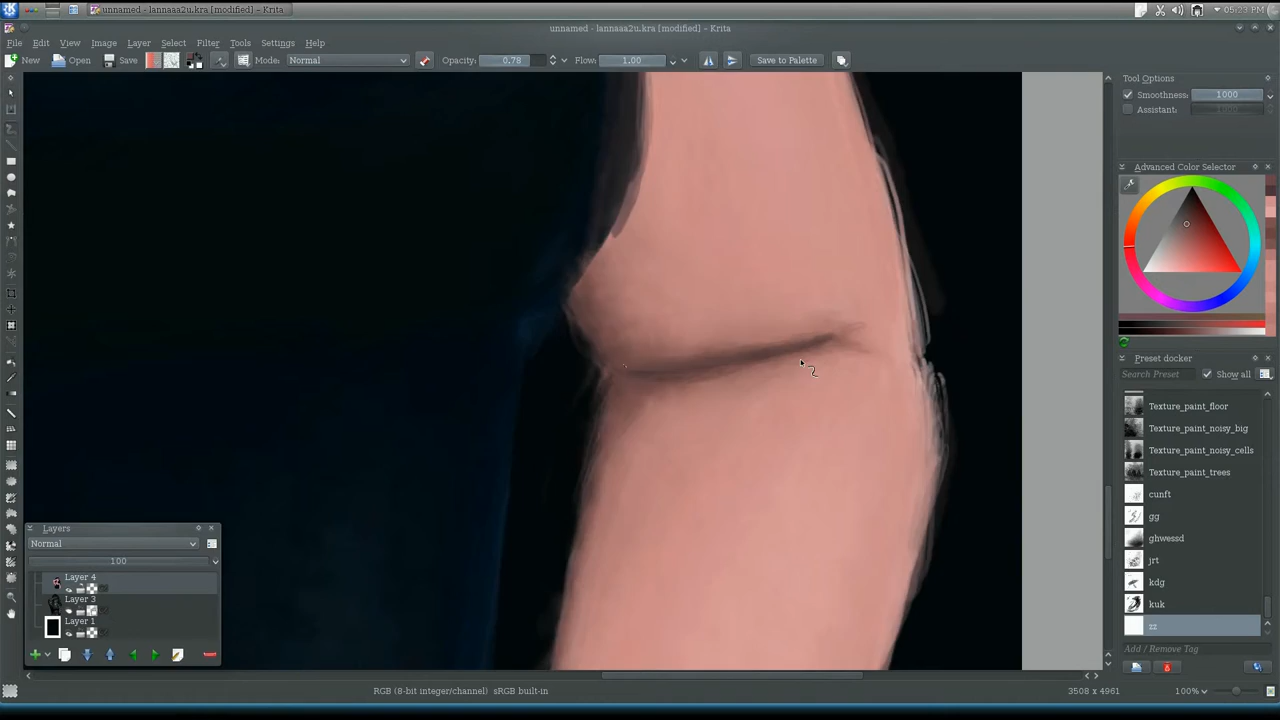 unnamed - lannaaa2u.kra [modified] - Krita
05:23 PM
unnamed - lannaaa2u.kra [modified] - Krita
File Edit View Image Layer Select Filter Tools Settings Help
New Open Save Mode: Normal Opacity: 0.78 Flow: 1.00 Save to Palette
Tool Options
Smoothness: 1000
Assistant: 1000
Advanced Color Selector
Preset docker
Search Preset Show all
Texture_paint_floor
Texture_paint_noisy_big
Texture_paint_noisy_cells
Texture_paint_trees
cunft
gg
ghwessd
jrt
kdg
kuk
zz
Add / Remove Tag
Layers
Normal
100
Layer 4
Layer 3
Layer 1
RGB (8-bit integer/channel) sRGB built-in
3508 x 4961
100%